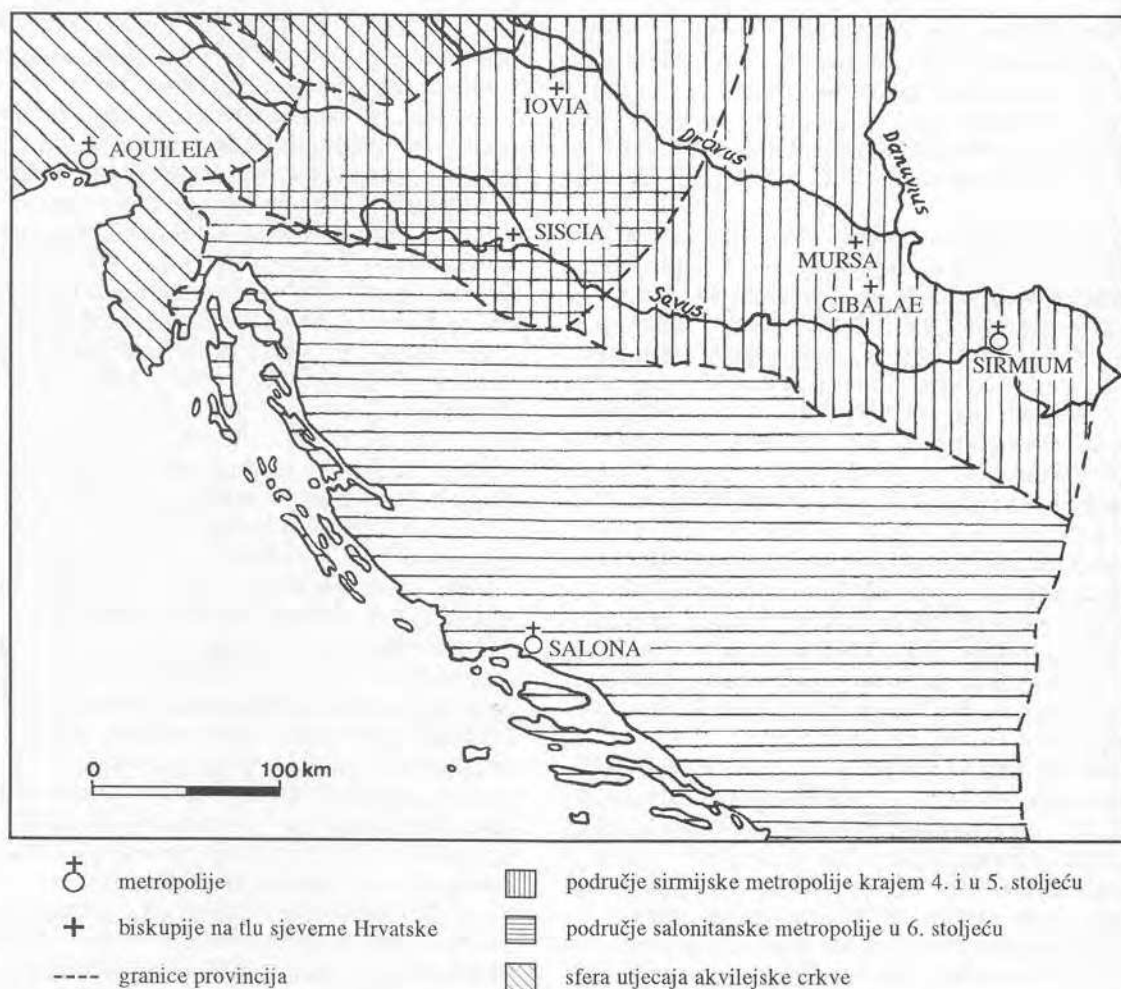 IOVIA
AQUILEIA
Dravus
Danuvius
SISCIA
MURSA
CIBALAE
Savus
SIRMIUM
SALONA
0 100 km
metropolije
biskupije na tlu sjeverne Hrvatske
granice provincija
područje sirmijske metropolije krajem 4. i u 5. stoljeću
područje salonitanske metropolije u 6. stoljeću
sfera utjecaja akvilejske crkve